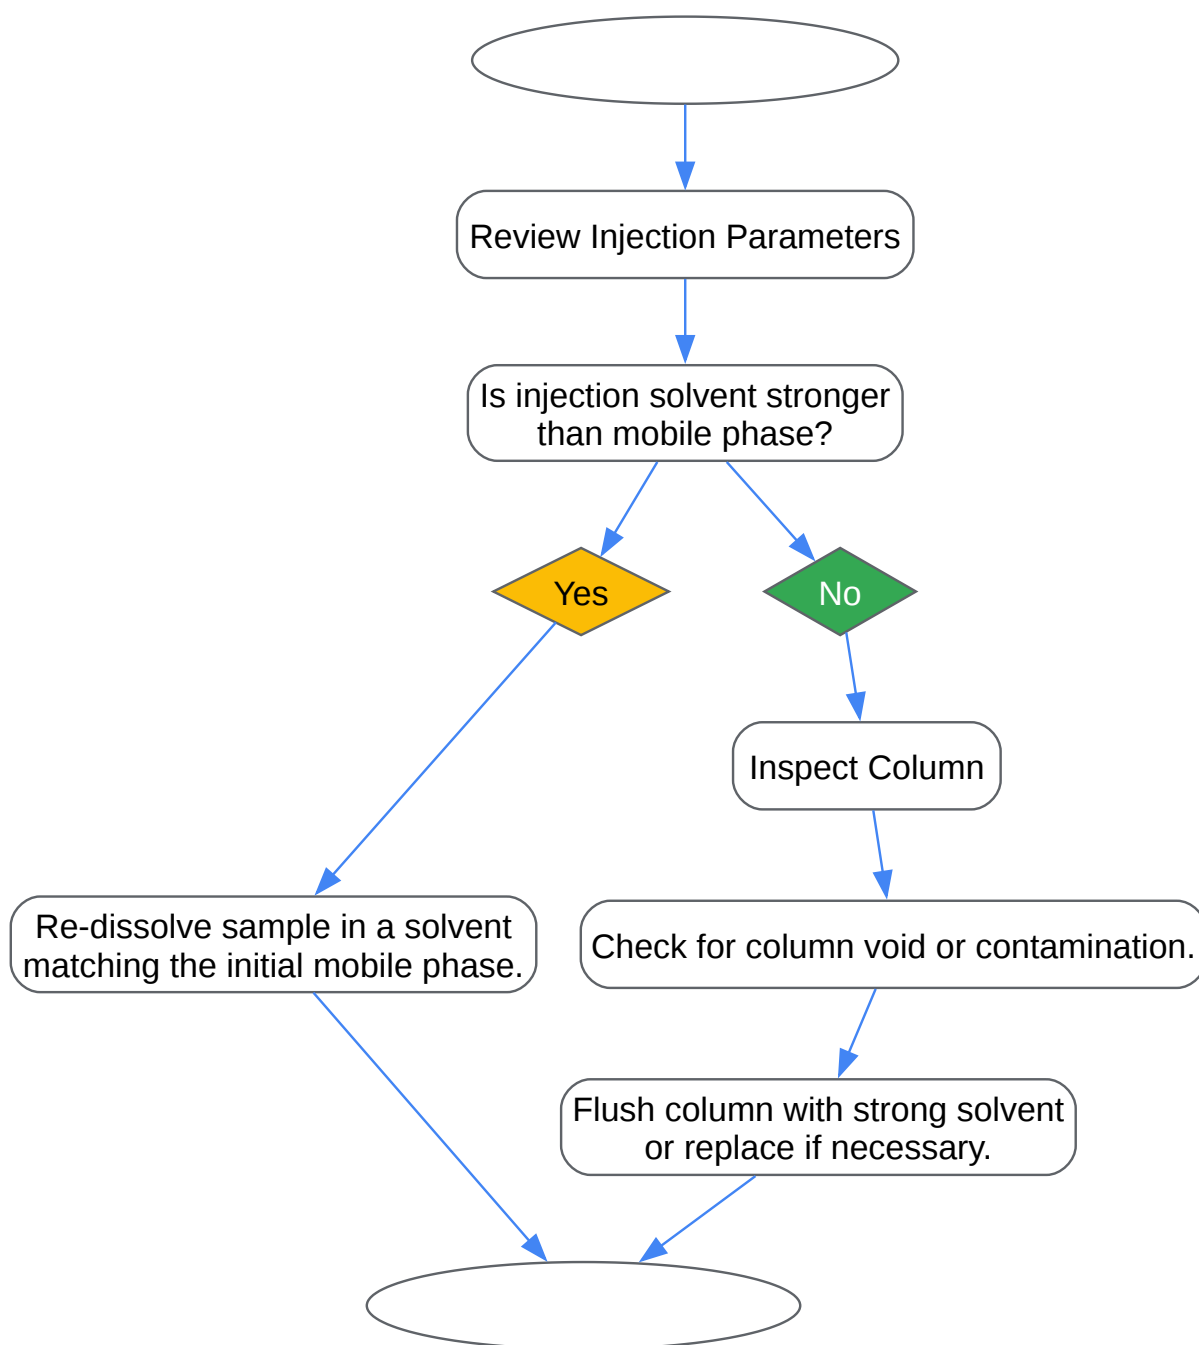 Review Injection Parameters
Is injection solvent stronger
than mobile phase?
Yes
No
Inspect Column
Re-dissolve sample in a solvent
matching the initial mobile phase.
Check for column void or contamination.
Flush column with strong solvent
or replace if necessary.